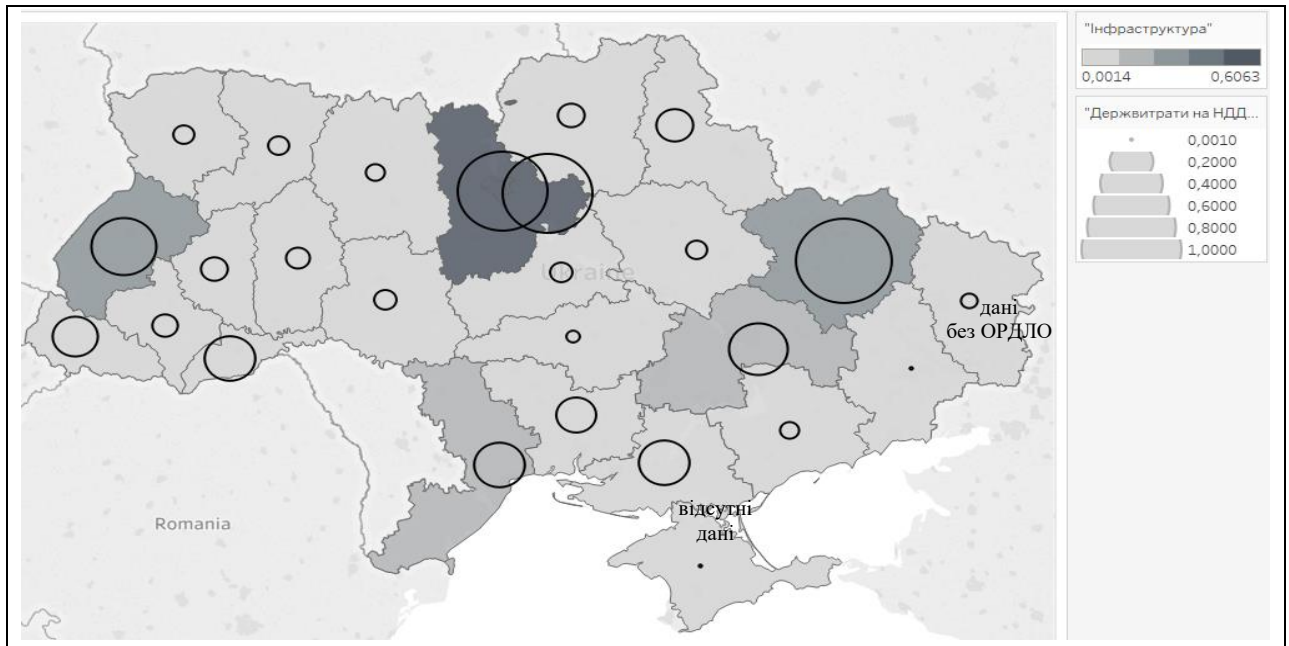 "Інфраструктура"
0,0014 0,6063
"Держвитрати на НДД...
0,0010
0,2000
0,4000
0,6000
0,8000
1,0000
Ukraine
дані
без ОРДЛО
Romania
відсутні
дані